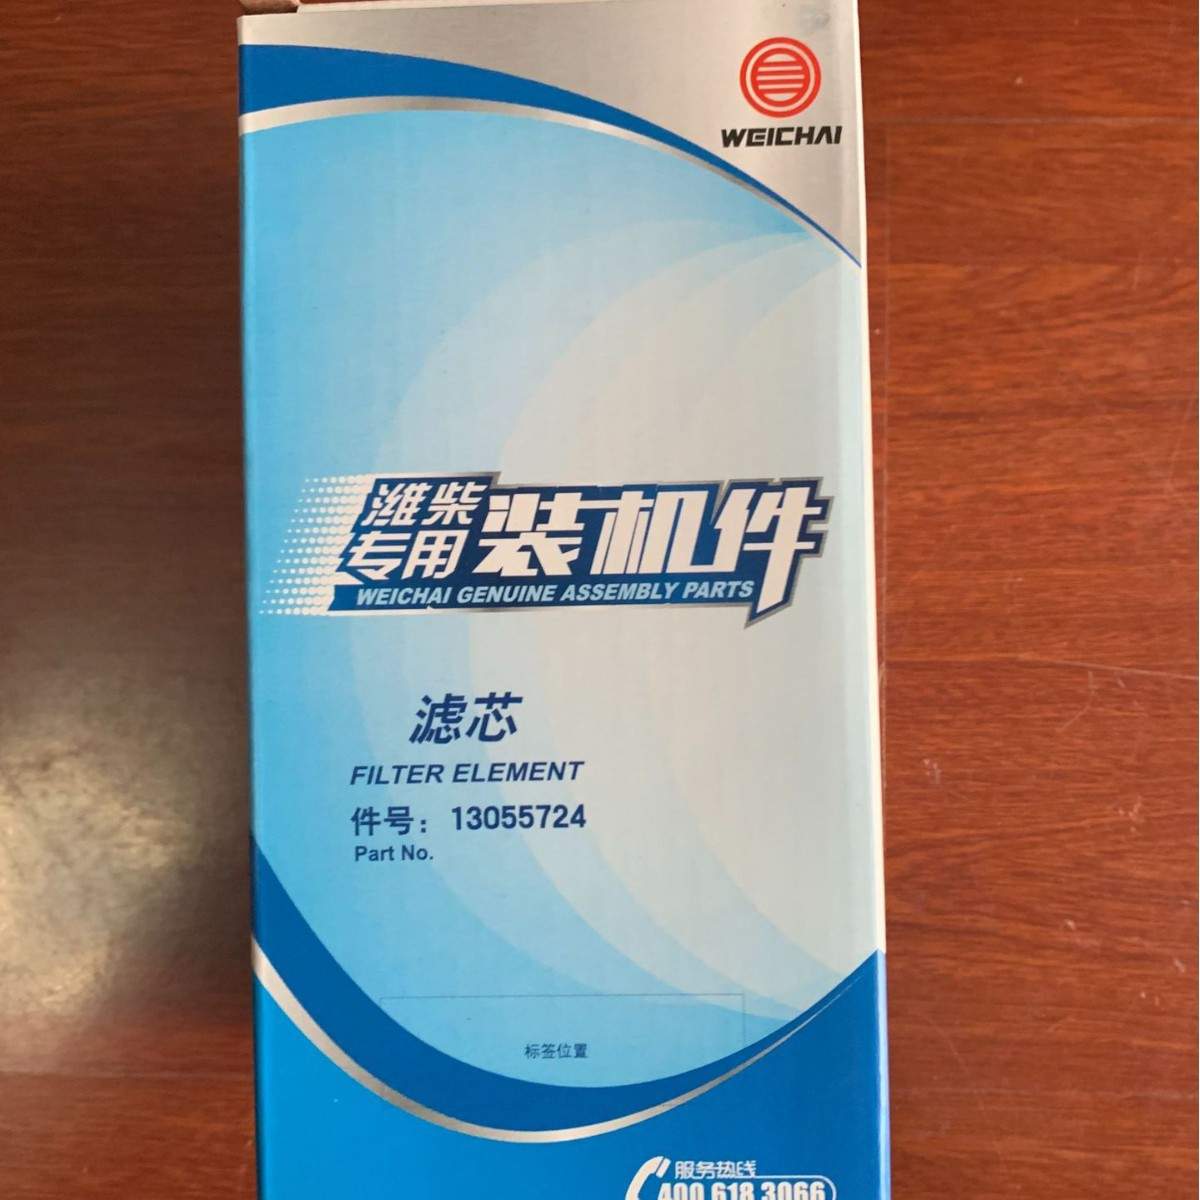 WEICHAI
潍柴
专用 装机件
WEICHAI GENUINE ASSEMBLY PARTS
滤芯
FILTER ELEMENT
件号: 13055724
Part No.
标签位置
服务热线
400 618 3066